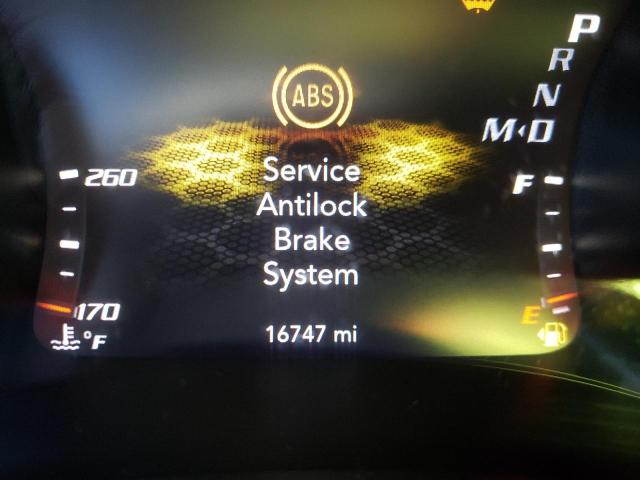 P
R
ABS
N
M◂D
260
Service
F
Antilock
Brake
System
170
E
°F
16747 mi